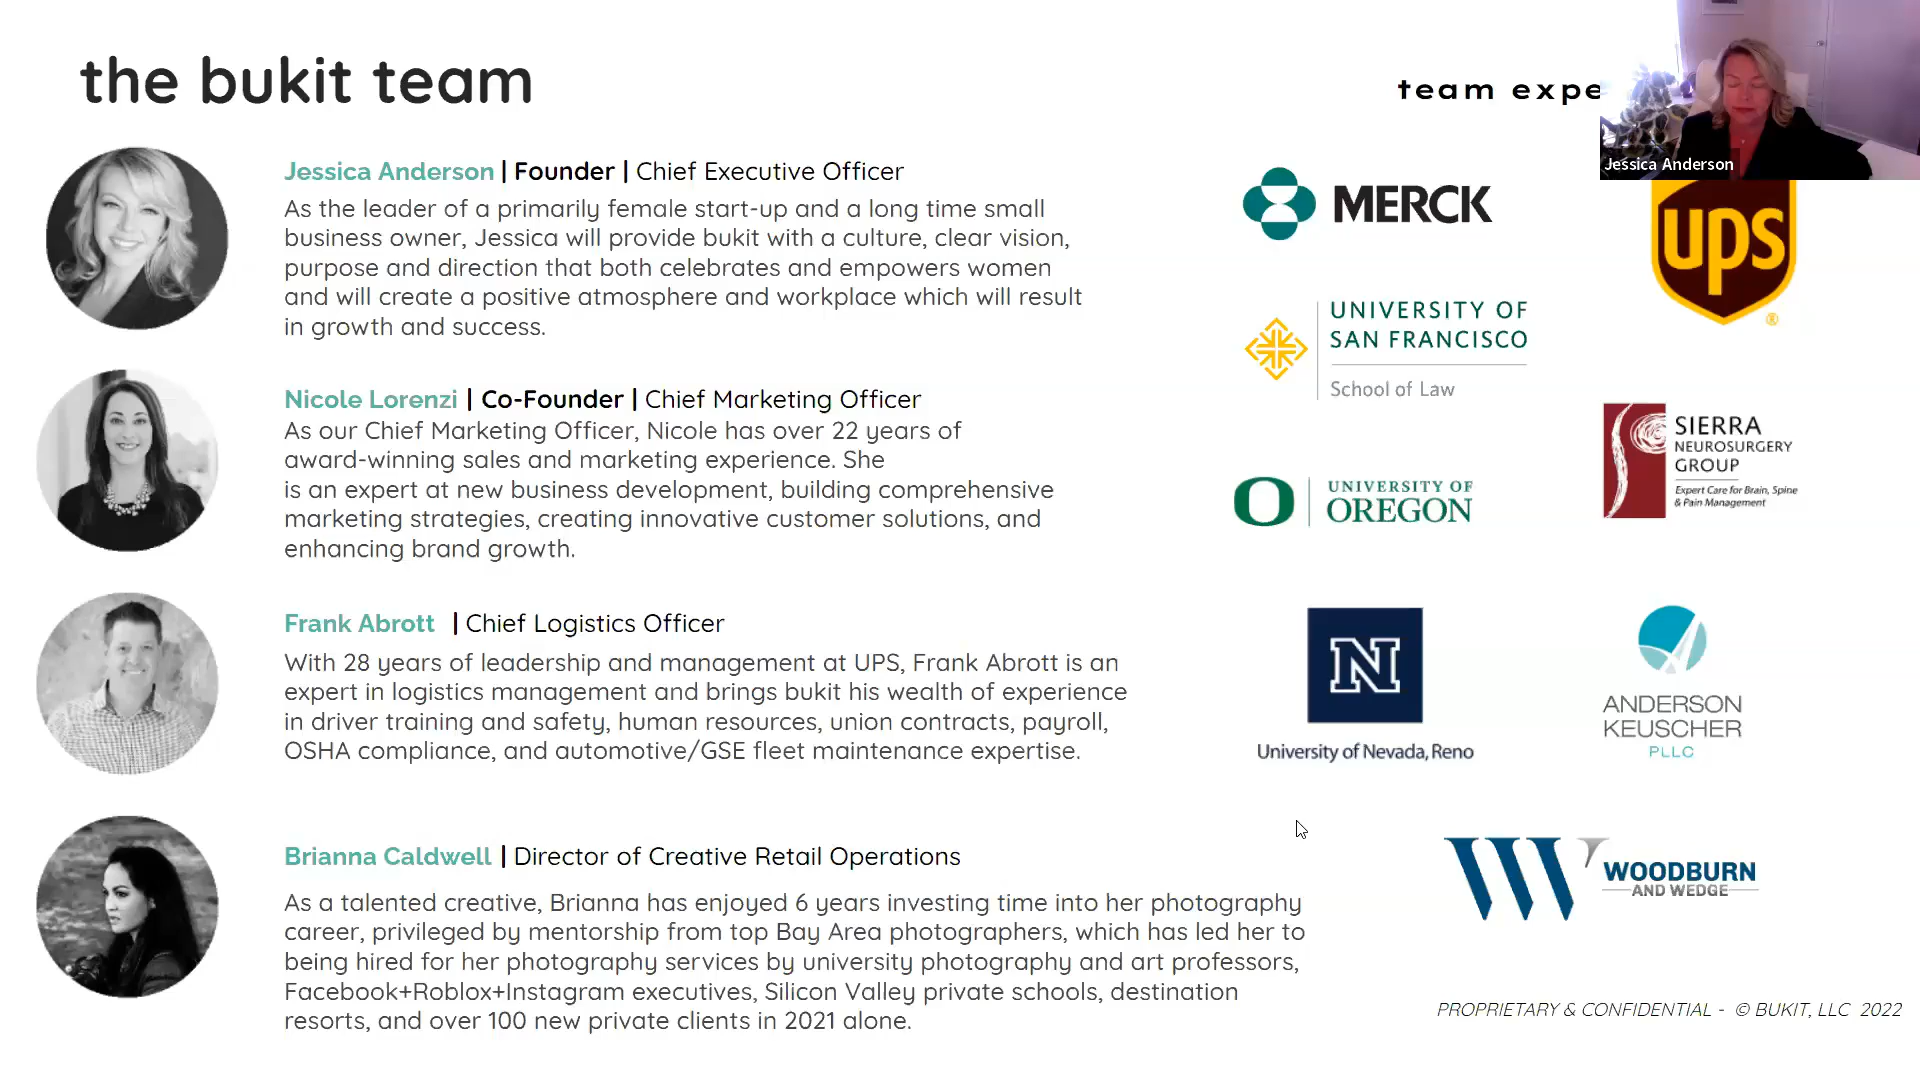 the bukit team
team expe
Jessica Anderson
Jessica Anderson | Founder | Chief Executive Officer
As the leader of a primarily female start-up and a long time small
business owner, Jessica will provide bukit with a culture, clear vision,
purpose and direction that both celebrates and empowers women
and will create a positive atmosphere and workplace which will result
in growth and success.
Nicole Lorenzi | Co-Founder | Chief Marketing Officer
As our Chief Marketing Officer, Nicole has over 22 years of
award-winning sales and marketing experience. She
is an expert at new business development, building comprehensive
marketing strategies, creating innovative customer solutions, and
enhancing brand growth.
Frank Abrott | Chief Logistics Officer
With 28 years of leadership and management at UPS, Frank Abrott is an
expert in logistics management and brings bukit his wealth of experience
in driver training and safety, human resources, union contracts, payroll,
OSHA compliance, and automotive/GSE fleet maintenance expertise.
Brianna Caldwell | Director of Creative Retail Operations
As a talented creative, Brianna has enjoyed 6 years investing time into her photography
career, privileged by mentorship from top Bay Area photographers, which has led her to
being hired for her photography services by university photography and art professors,
Facebook+Roblox+Instagram executives, Silicon Valley private schools, destination
resorts, and over 100 new private clients in 2021 alone.
MERCK
ups
®
UNIVERSITY OF
SAN FRANCISCO
School of Law
SIERRA
NEUROSURGERY
GROUP
Expert Care for Brain, Spine
& Pain Management
O
UNIVERSITY OF
OREGON
N
University of Nevada, Reno
ANDERSON
KEUSCHER
PLLC
W
WOODBURN
AND WEDGE
PROPRIETARY & CONFIDENTIAL - © BUKIT, LLC 2022